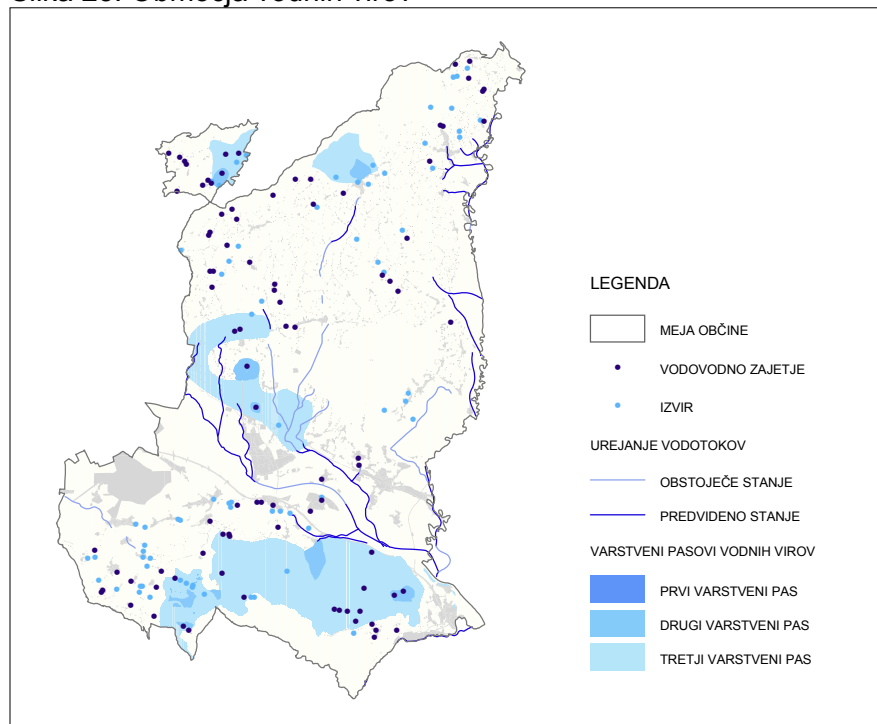 LEGENDA
MEJA OBČINE
VODOVODNO ZAJETJE
IZVIR
UREJANJE VODOTOKOV
OBSTOJEČE STANJE
PREDVIDENO STANJE
VARSTVENI PASOVI VODNIH VIROV
PRVI VARSTVENI PAS
DRUGI VARSTVENI PAS
TRETJI VARSTVENI PAS